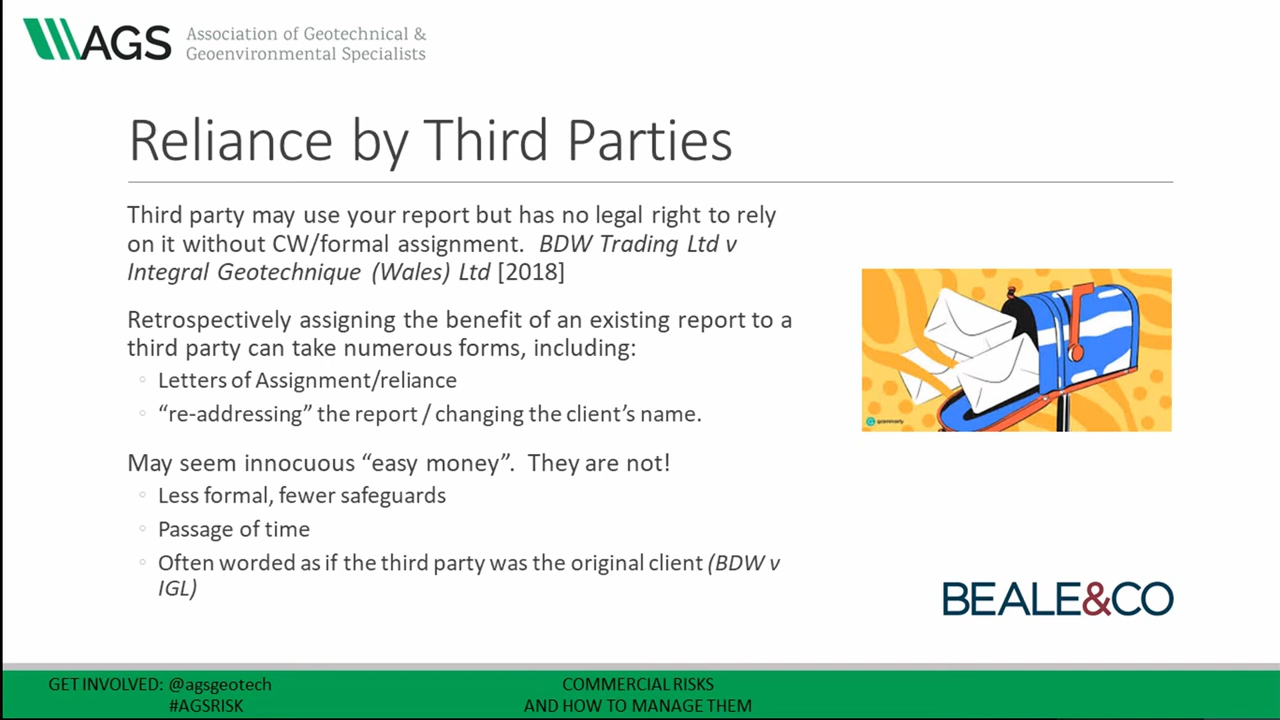 AGS
Association of Geotechnical &
Geoenvironmental Specialists
Reliance by Third Parties
Third party may use your report but has no legal right to rely
on it without CW/formal assignment. BDW Trading Ltd v
Integral Geotechnique (Wales) Ltd [2018]
Retrospectively assigning the benefit of an existing report to a
third party can take numerous forms, including:
◦ Letters of Assignment/reliance
◦ “re-addressing” the report / changing the client’s name.
May seem innocuous “easy money”. They are not!
◦ Less formal, fewer safeguards
◦ Passage of time
◦ Often worded as if the third party was the original client (BDW v
IGL)
grammarly
BEALE&CO
GET INVOLVED: @agsgeotech
#AGSRISK
COMMERCIAL RISKS
AND HOW TO MANAGE THEM